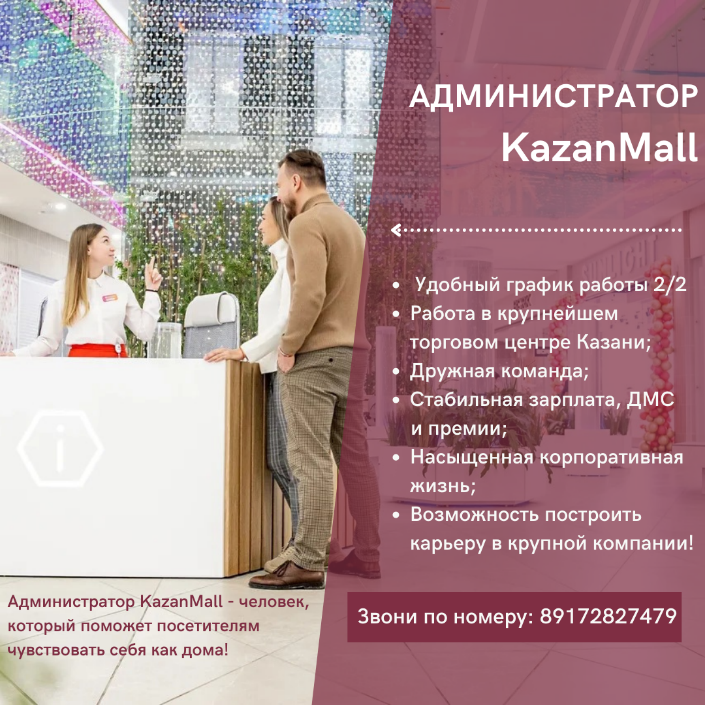 АДМИНИСТРАТОР
KazanMall
• Удобный график работы 2/2
• Работа в крупнейшем
торговом центре Казани;
• Дружная команда;
• Стабильная зарплата, ДМС
и премии;
• Насыщенная корпоративная
жизнь;
• Возможность построить
карьеру в крупной компании!
i
Администратор KazanMall - человек,
который поможет посетителям
чувствовать себя как дома!
Звони по номеру: 89172827479